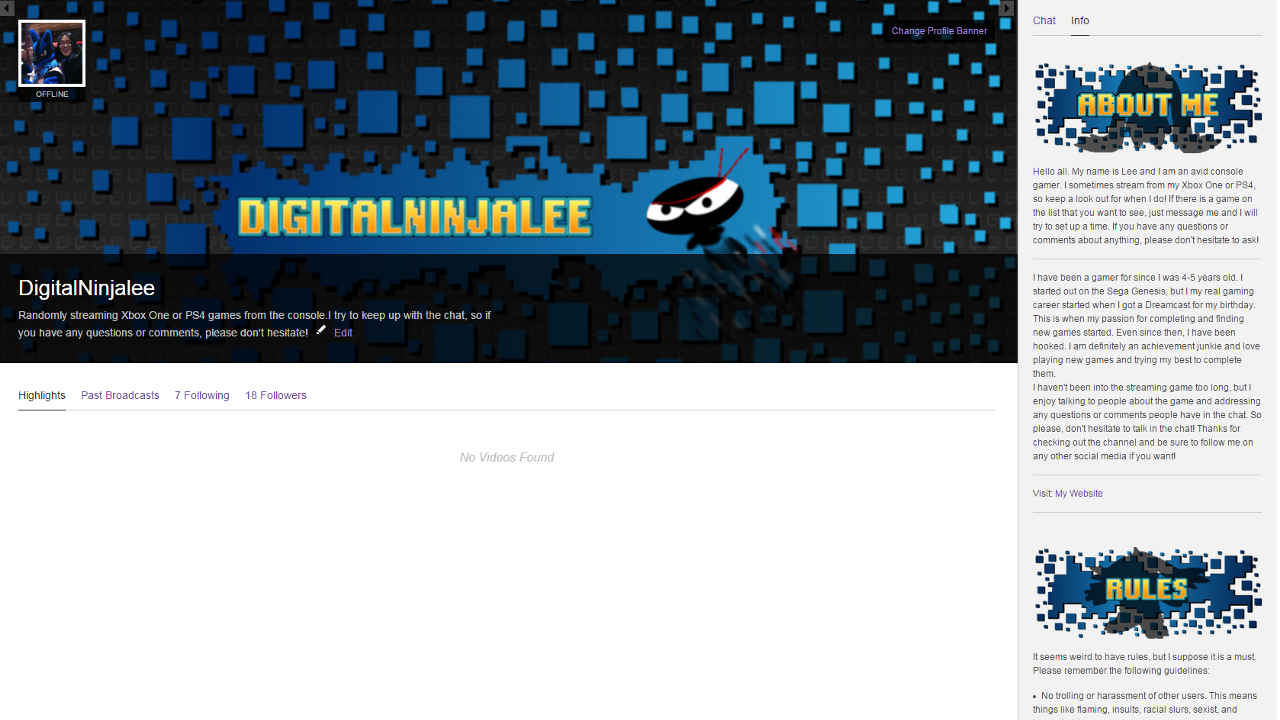 Change Profile Banner
OFFLINE
DIGITALNINJALEE
DigitalNinjalee
Randomly streaming Xbox One or PS4 games from the console.I try to keep up with the chat, so if
you have any questions or comments, please don't hesitate! Edit
Highlights Past Broadcasts 7 Following 18 Followers
No Videos Found
Chat Info
ABOUT ME
Hello all. My name is Lee and I am an avid console
gamer. I sometimes stream from my Xbox One or PS4,
so keep a look out for when I do! If there is a game on
the list that you want to see, just message me and I will
try to set up a time. If you have any questions or
comments about anything, please don't hesitate to ask!
I have been a gamer for since I was 4-5 years old. I
started out on the Sega Genesis, but I my real gaming
career started when I got a Dreamcast for my birthday.
This is when my passion for completing and finding
new games started. Even since then, I have been
hooked. I am definitely an achievement junkie and love
playing new games and trying my best to complete
them.
I haven't been into the streaming game too long, but I
enjoy talking to people about the game and addressing
any questions or comments people have in the chat. So
please, don't hesitate to talk in the chat! Thanks for
checking out the channel and be sure to follow me on
any other social media if you want!
Visit: My Website
RULES
It seems weird to have rules, but I suppose it is a must.
Please remember the following guidelines:
• No trolling or harassment of other users. This means
things like flaming, insults, racial slurs, sexist, and